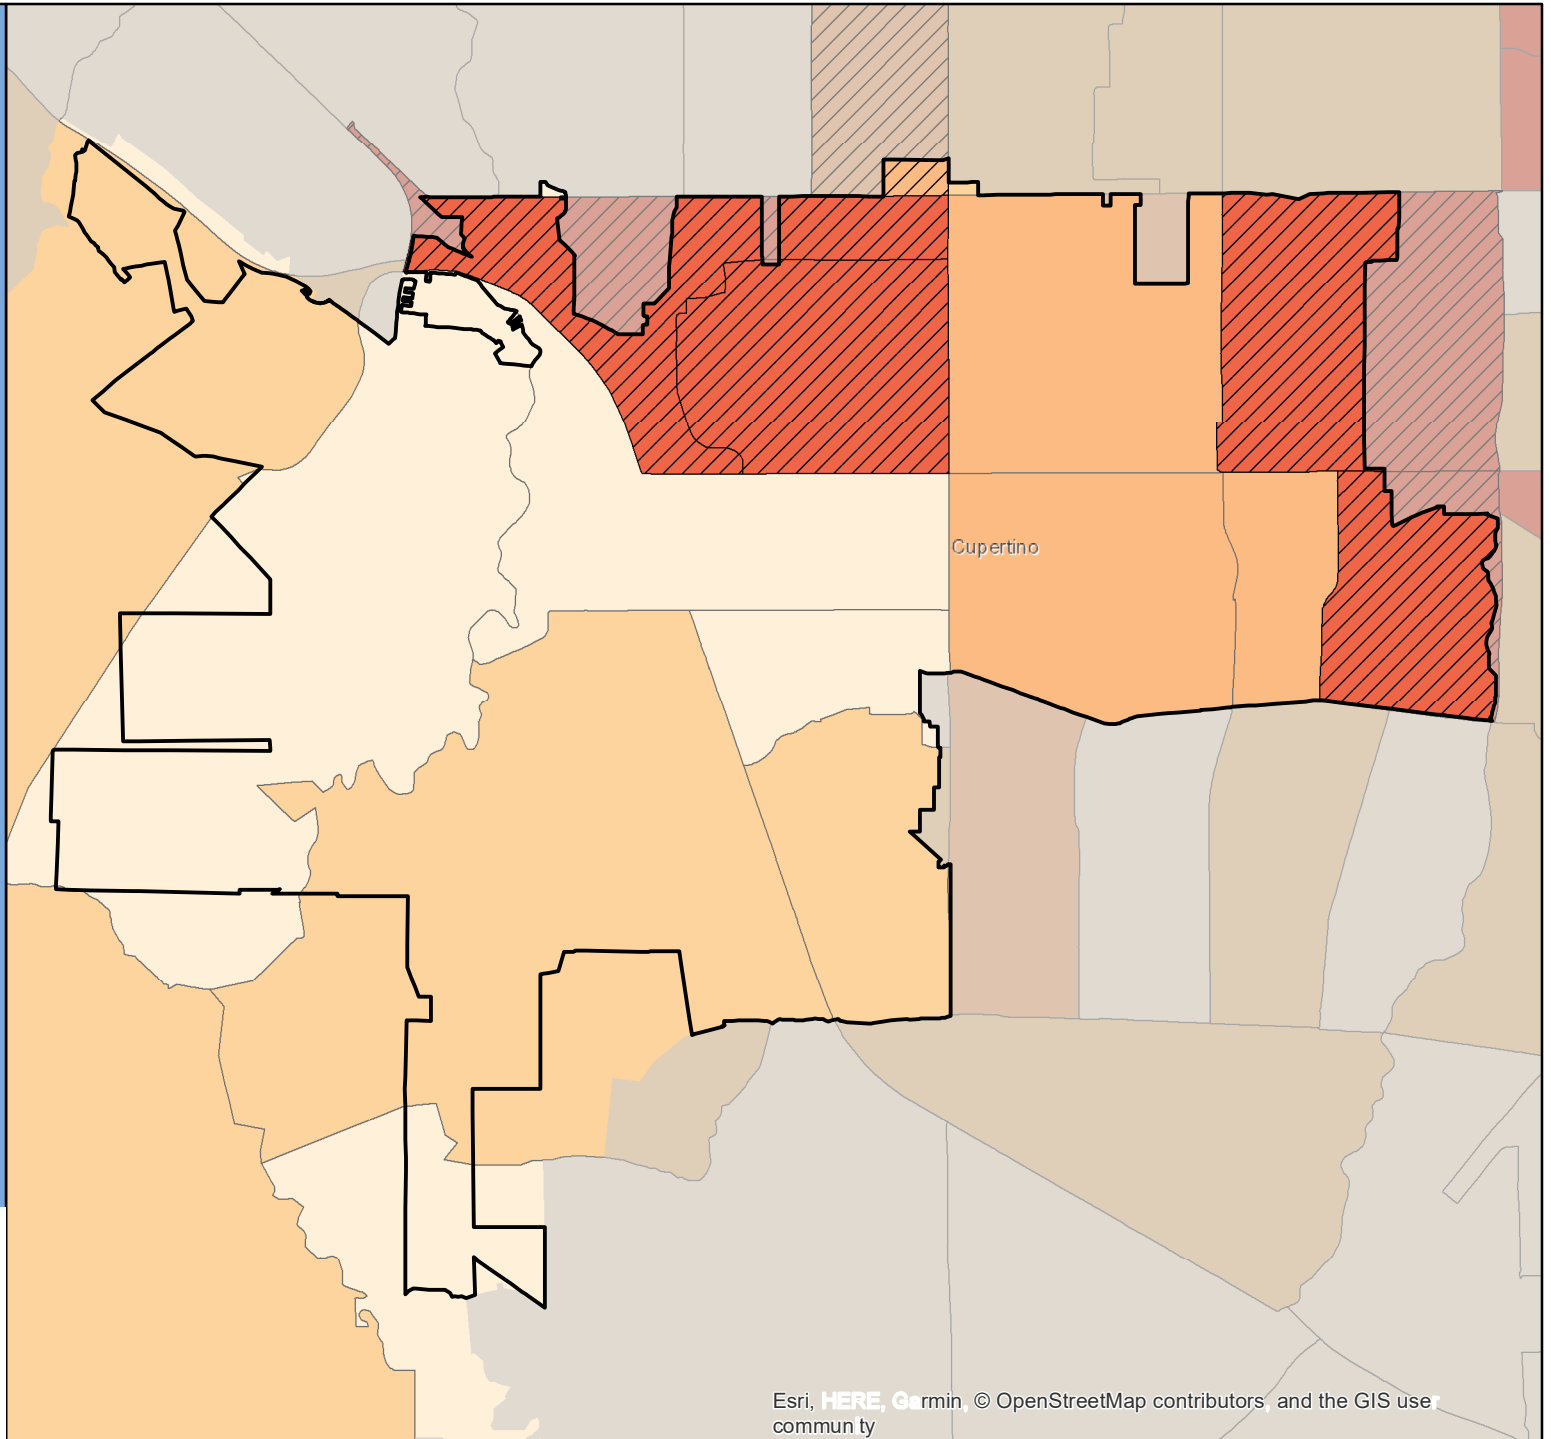 Cupertino
Esri, HERE, Garmin, © OpenStreetMap contributors, and the GIS user
community